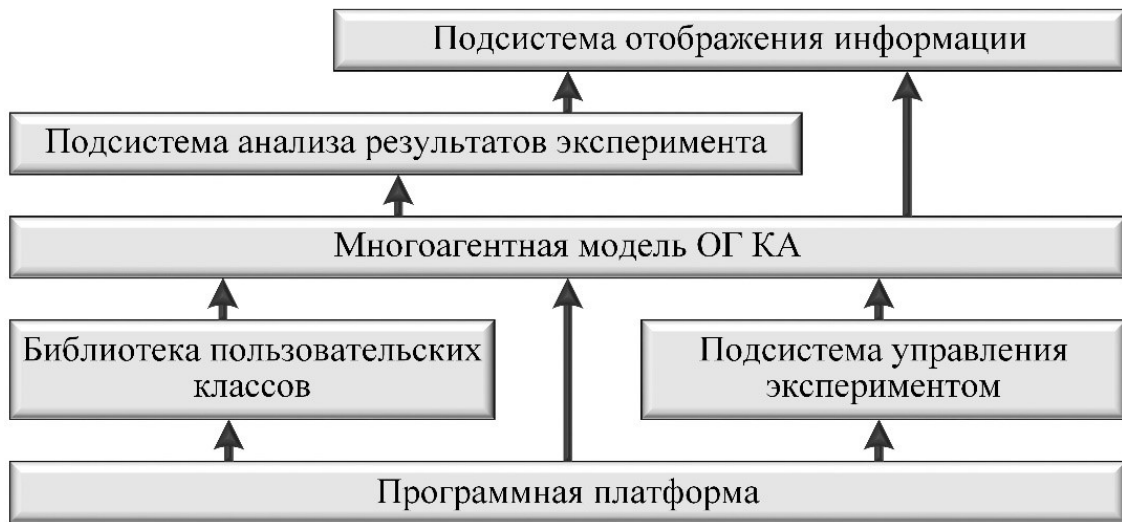 Подсистема отображения информации
Подсистема анализа результатов эксперимента
Многоагентная модель ОГ КА
Библиотека пользовательских
классов
Подсистема управления
экспериментом
Программная платформа